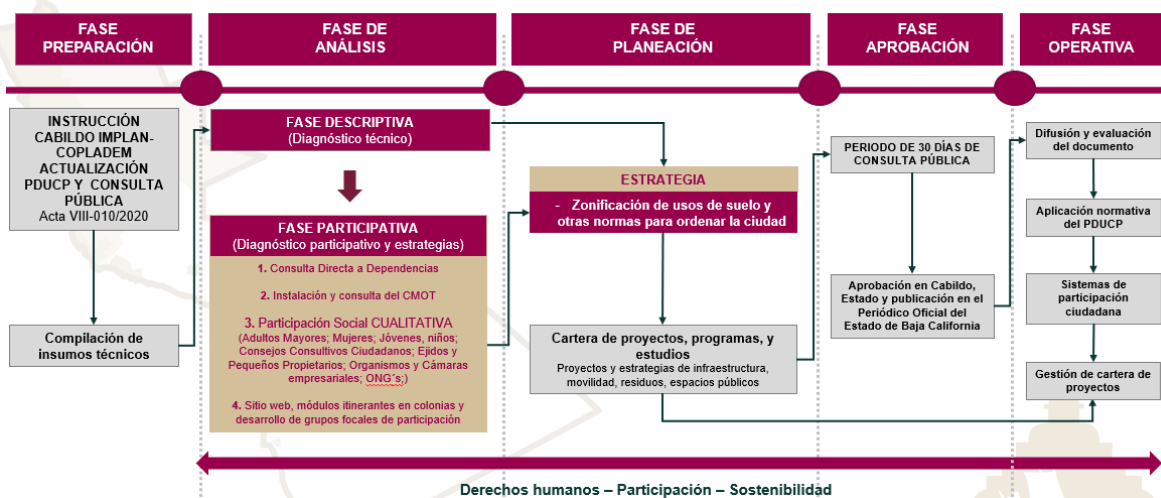 FASE
PREPARACIÓN
FASE DE
ANÁLISIS
FASE DE
PLANEACIÓN
FASE
APROBACIÓN
FASE
OPERATIVA
INSTRUCCIÓN
CABILDO IMPLAN-
COPLADEM
ACTUALIZACIÓN
PDUCP Y CONSULTA
PÚBLICA
Acta VIII-010/2020
Compilación de
insumos técnicos
FASE DESCRIPTIVA
(Diagnóstico técnico)
FASE PARTICIPATIVA
(Diagnóstico participativo y estrategias)
1. Consulta Directa a Dependencias
2. Instalación y consulta del CMOT
3. Participación Social CUALITATIVA
(Adultos Mayores; Mujeres; Jóvenes, niños;
Consejos Consultivos Ciudadanos; Ejidos y
Pequeños Propietarios; Organismos y Cámaras
empresariales; ONG´s;)
4. Sitio web, módulos itinerantes en colonias y
desarrollo de grupos focales de participación
ESTRATEGIA
- Zonificación de usos de suelo y
otras normas para ordenar la ciudad
Cartera de proyectos, programas, y
estudios
Proyectos y estrategias de infraestructura,
movilidad, residuos, espacios públicos
PERIODO DE 30 DÍAS DE
CONSULTA PÚBLICA
Aprobación en Cabildo,
Estado y publicación en el
Periódico Oficial del
Estado de Baja California
Difusión y evaluación
del documento
Aplicación normativa
del PDUCP
Sistemas de
participación
ciudadana
Gestión de cartera de
proyectos
Derechos humanos – Participación – Sostenibilidad